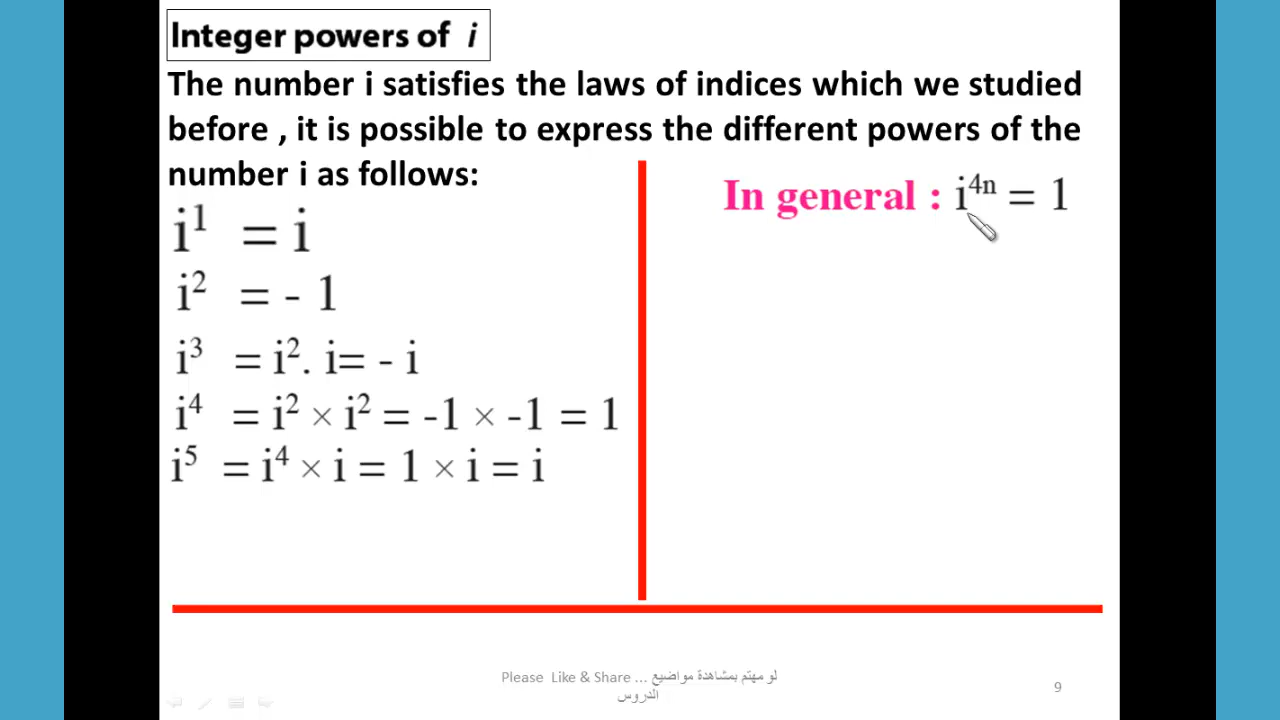 Integer powers of i
The number i satisfies the laws of indices which we studied
before , it is possible to express the different powers of the
number i as follows:
i¹ = i
i² = - 1
i³ = i². i= - i
i⁴ = i² × i² = -1 × -1 = 1
i⁵ = i⁴ × i = 1 × i = i
In general : i⁴ⁿ = 1
Please Like & Share ... لو مهتم بمشاهدة مواضيع
الدروس
9